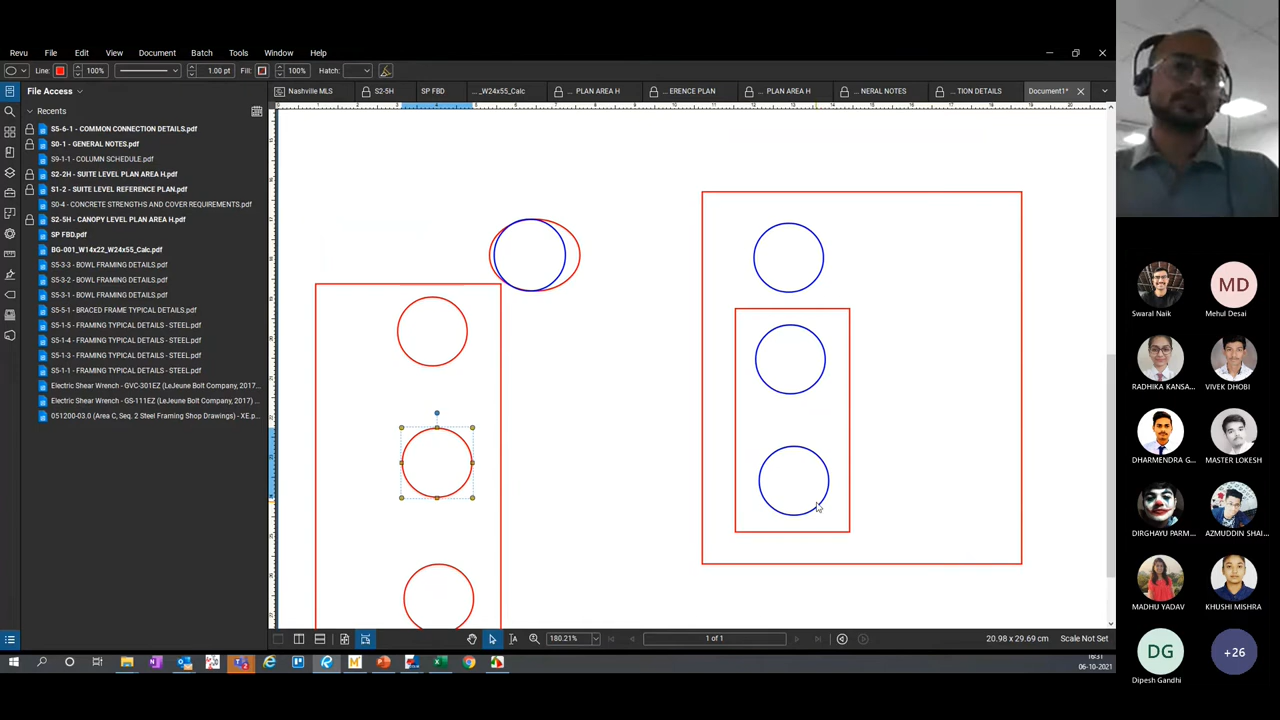 Revu File Edit View Document Batch Tools Window Help
Line: 100% 1.00 pt Fill: 100% Hatch:
File Access
Nashville MLS S2-5H SP FBD ..._W24x55_Calc ... PLAN AREA H ... ERENCE PLAN ... PLAN AREA H ... NERAL NOTES ... TION DETAILS Document1*
Recents
S5-6-1 - COMMON CONNECTION DETAILS.pdf
S0-1 - GENERAL NOTES.pdf
S9-1-1 - COLUMN SCHEDULE.pdf
S2-2H - SUITE LEVEL PLAN AREA H.pdf
S1-2 - SUITE LEVEL REFERENCE PLAN.pdf
S0-4 - CONCRETE STRENGTHS AND COVER REQUIREMENTS.pdf
S2-5H - CANOPY LEVEL PLAN AREA H.pdf
SP FBD.pdf
BG-001_W14x22_W24x55_Calc.pdf
S5-3-3 - BOWL FRAMING DETAILS.pdf
S5-3-2 - BOWL FRAMING DETAILS.pdf
S5-3-1 - BOWL FRAMING DETAILS.pdf
S5-5-1 - BRACED FRAME TYPICAL DETAILS.pdf
S5-1-5 - FRAMING TYPICAL DETAILS - STEEL.pdf
S5-1-4 - FRAMING TYPICAL DETAILS - STEEL.pdf
S5-1-3 - FRAMING TYPICAL DETAILS - STEEL.pdf
S5-1-1 - FRAMING TYPICAL DETAILS - STEEL.pdf
Electric Shear Wrench - GVC-301EZ (LeJeune Bolt Company, 2017...
Electric Shear Wrench - GS-111EZ (LeJeune Bolt Company, 2017) ...
051200-03.0 (Area C, Seq. 2 Steel Framing Shop Drawings) - XE.p...
180.21% 1 of 1 20.98 x 29.69 cm Scale Not Set
16:31
06-10-2021
Swaral Naik
MD
Mehul Desai
RADHIKA KANSA...
VIVEK DHOBI
DHARMENDRA G...
MASTER LOKESH
DIRGHAYU PARM...
AZMUDDIN SHAI...
MADHU YADAV
KHUSHI MISHRA
DG
+26
Dipesh Gandhi